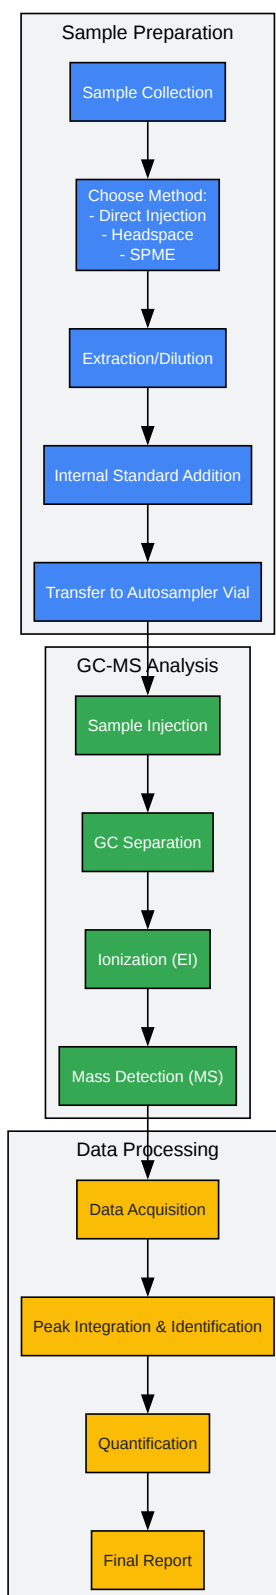 Sample Preparation
Sample Collection
Choose Method:
- Direct Injection
- Headspace
- SPME
Extraction/Dilution
Internal Standard Addition
Transfer to Autosampler Vial
GC-MS Analysis
Sample Injection
GC Separation
Ionization (EI)
Mass Detection (MS)
Data Processing
Data Acquisition
Peak Integration & Identification
Quantification
Final Report